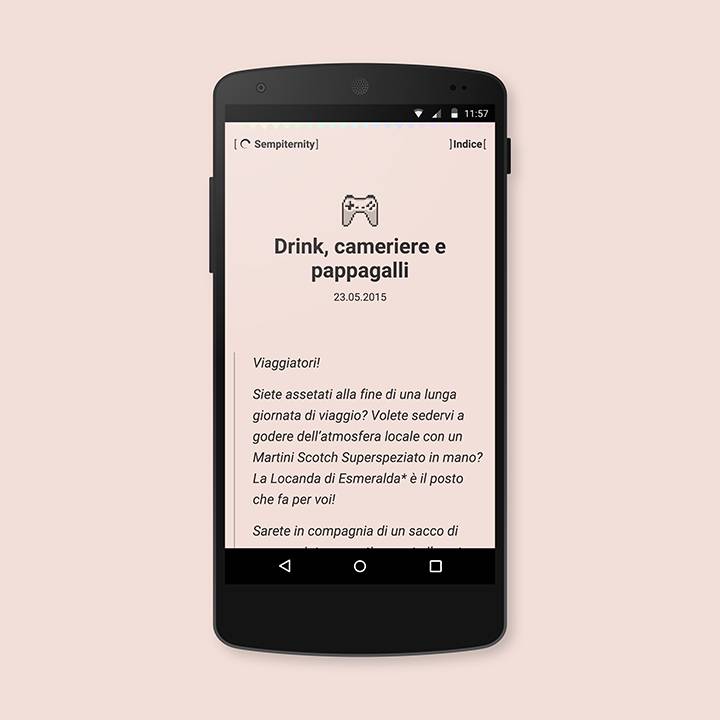 11:57
[ Sempiternity]
]Indice[
Drink, cameriere e
pappagalli
23.05.2015
Viaggiatori!
Siete assetati alla fine di una lunga
giornata di viaggio? Volete sedervi a
godere dell'atmosfera locale con un
Martini Scotch Superspeziato in mano?
La Locanda di Esmeralda* è il posto
che fa per voi!
Sarete in compagnia di un sacco di